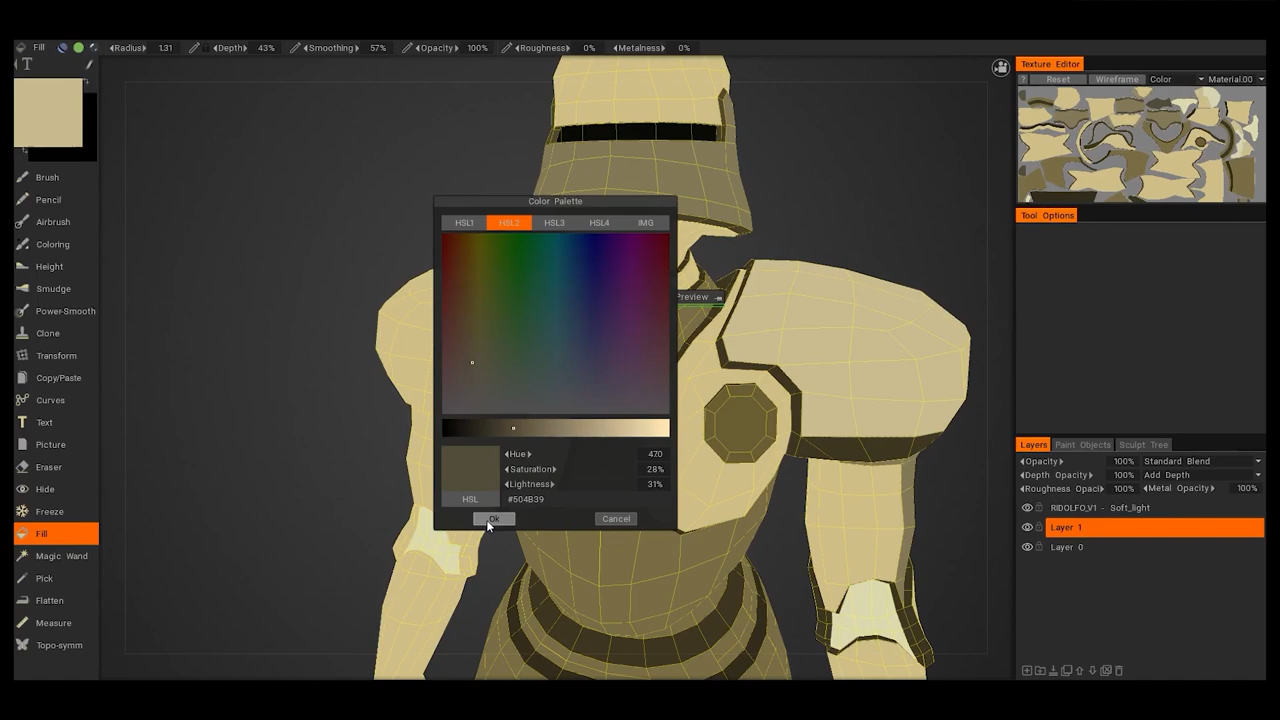 Fill Radius 1.31 Depth 43% Smoothing 57% Opacity 100% Roughness 0% Metalness 0%
T
Brush
Pencil
Airbrush
Coloring
Height
Smudge
Power-Smooth
Clone
Transform
Copy/Paste
Curves
Text
Picture
Eraser
Hide
Freeze
Fill
Magic Wand
Pick
Flatten
Measure
Topo-symm
Color Palette
HSL1 HSL2 HSL3 HSL4 IMG
Hue 47.0
Saturation 28%
Lightness 31%
HSL #504B39
Ok Cancel
Preview
Texture Editor
? Reset Wireframe Color Material.00
Tool Options
Layers Paint Objects Sculpt Tree
Opacity 100% Standard Blend
Depth Opacity 100% Add Depth
Roughness Opaci 100% Metal Opacity 100%
RIDOLFO_V1 - Soft_light
Layer 1
Layer 0